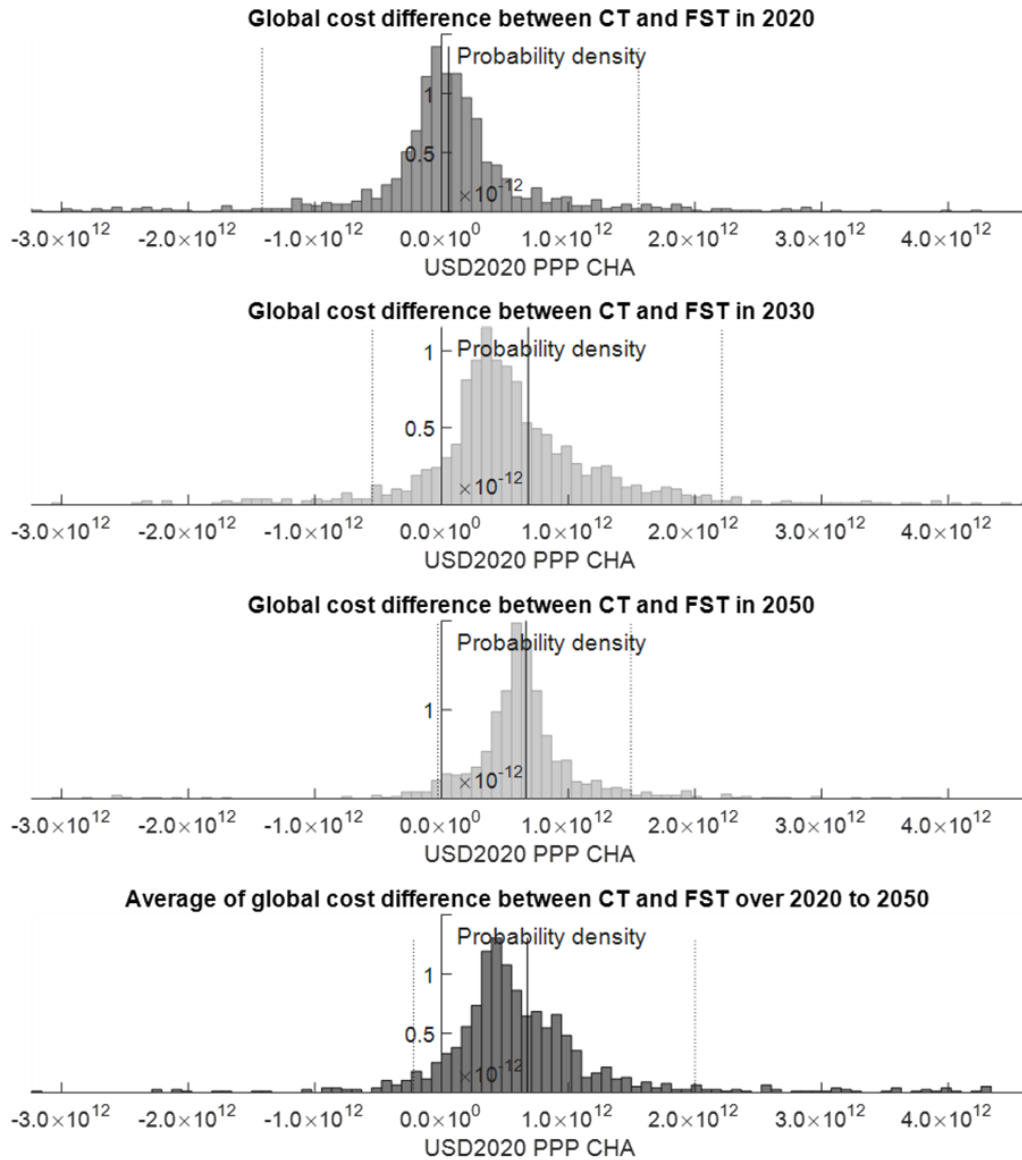 Global cost difference between CT and FST in 2020
Probability density
1
0.5
×10⁻¹²
-3.0×10¹² -2.0×10¹² -1.0×10¹² 0.0×10⁰ 1.0×10¹² 2.0×10¹² 3.0×10¹² 4.0×10¹²
USD2020 PPP CHA
Global cost difference between CT and FST in 2030
1
Probability density
0.5
×10⁻¹²
-3.0×10¹² -2.0×10¹² -1.0×10¹² 0.0×10⁰ 1.0×10¹² 2.0×10¹² 3.0×10¹² 4.0×10¹²
USD2020 PPP CHA
Global cost difference between CT and FST in 2050
Probability density
1
×10⁻¹²
-3.0×10¹² -2.0×10¹² -1.0×10¹² 0.0×10⁰ 1.0×10¹² 2.0×10¹² 3.0×10¹² 4.0×10¹²
USD2020 PPP CHA
Average of global cost difference between CT and FST over 2020 to 2050
Probability density
1
0.5
×10⁻¹²
-3.0×10¹² -2.0×10¹² -1.0×10¹² 0.0×10⁰ 1.0×10¹² 2.0×10¹² 3.0×10¹² 4.0×10¹²
USD2020 PPP CHA